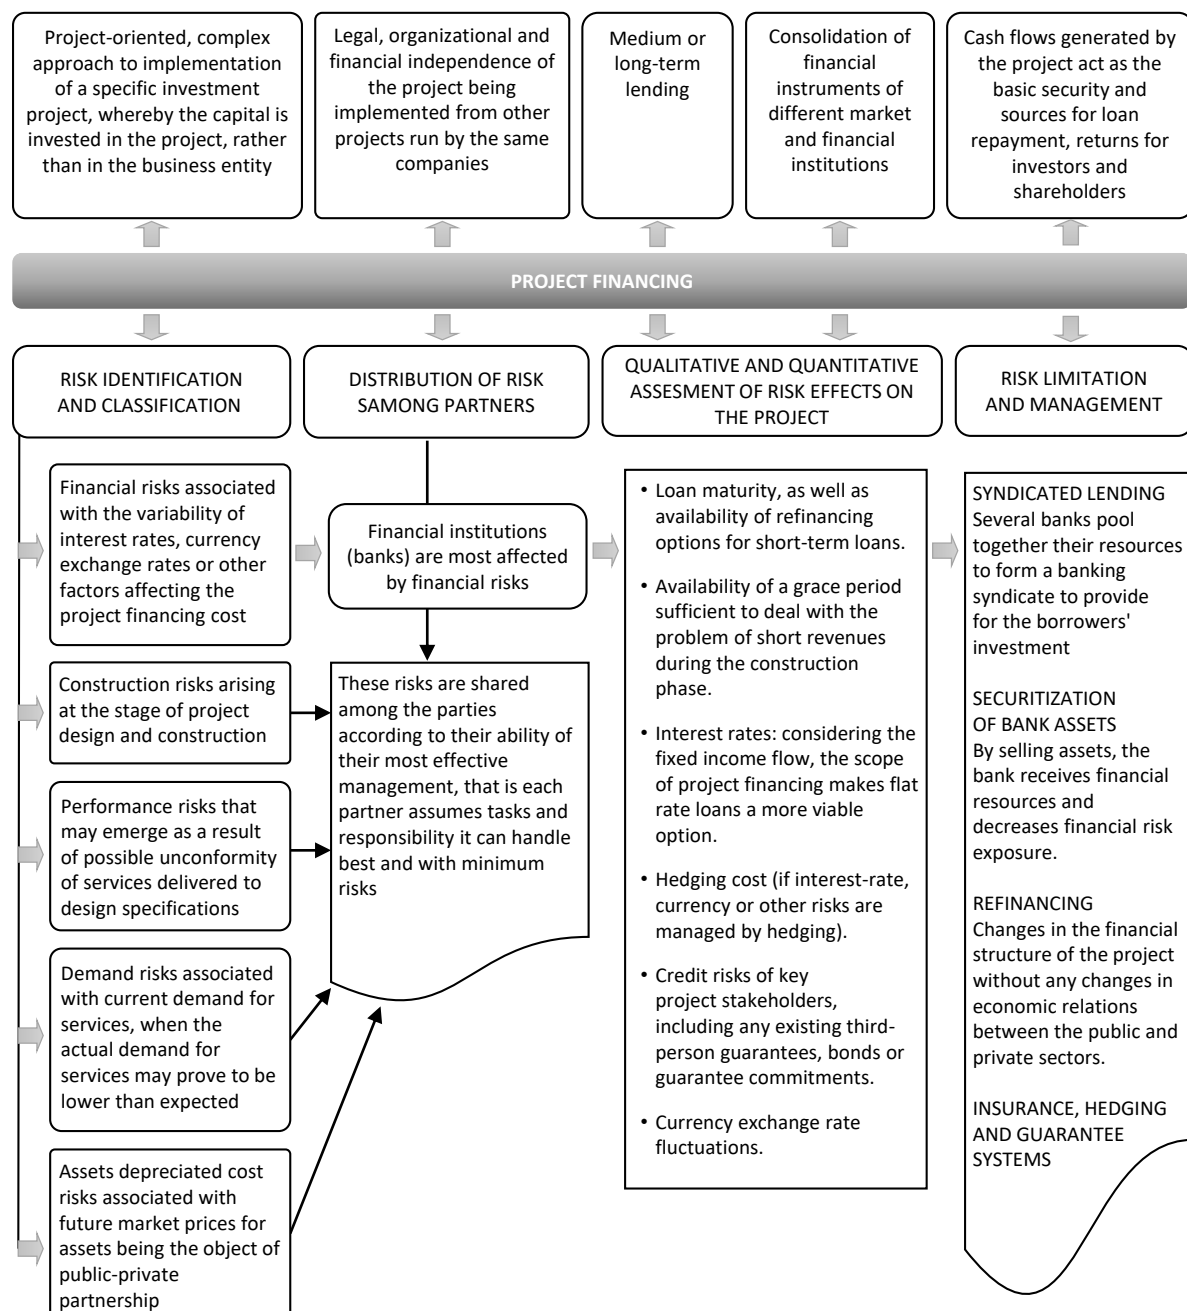 Project-oriented, complex
approach to implementation
of a specific investment
project, whereby the capital is
invested in the project, rather
than in the business entity
Legal, organizational and
financial independence of
the project being
implemented from other
projects run by the same
companies
Medium or
long-term
lending
Consolidation of
financial
instruments of
different market
and financial
institutions
Cash flows generated by
the project act as the
basic security and
sources for loan
repayment, returns for
investors and
shareholders
PROJECT FINANCING
RISK IDENTIFICATION
AND CLASSIFICATION
DISTRIBUTION OF RISK
SAMONG PARTNERS
QUALITATIVE AND QUANTITATIVE
ASSESMENT OF RISK EFFECTS ON
THE PROJECT
RISK LIMITATION
AND MANAGEMENT
Financial risks associated
with the variability of
interest rates, currency
exchange rates or other
factors affecting the
project financing cost
Construction risks arising
at the stage of project
design and construction
Performance risks that
may emerge as a result
of possible unconformity
of services delivered to
design specifications
Demand risks associated
with current demand for
services, when the
actual demand for
services may prove to be
lower than expected
Assets depreciated cost
risks associated with
future market prices for
assets being the object of
public-private
partnership
Financial institutions
(banks) are most affected
by financial risks
These risks are shared
among the parties
according to their ability of
their most effective
management, that is each
partner assumes tasks and
responsibility it can handle
best and with minimum
risks
• Loan maturity, as well as
availability of refinancing
options for short-term loans.
• Availability of a grace period
sufficient to deal with the
problem of short revenues
during the construction
phase.
• Interest rates: considering the
fixed income flow, the scope
of project financing makes flat
rate loans a more viable
option.
• Hedging cost (if interest-rate,
currency or other risks are
managed by hedging).
• Credit risks of key
project stakeholders,
including any existing third-
person guarantees, bonds or
guarantee commitments.
• Currency exchange rate
fluctuations.
SYNDICATED LENDING
Several banks pool
together their resources
to form a banking
syndicate to provide
for the borrowers'
investment
SECURITIZATION
OF BANK ASSETS
By selling assets, the
bank receives financial
resources and
decreases financial risk
exposure.
REFINANCING
Changes in the financial
structure of the project
without any changes in
economic relations
between the public and
private sectors.
INSURANCE, HEDGING
AND GUARANTEE
SYSTEMS